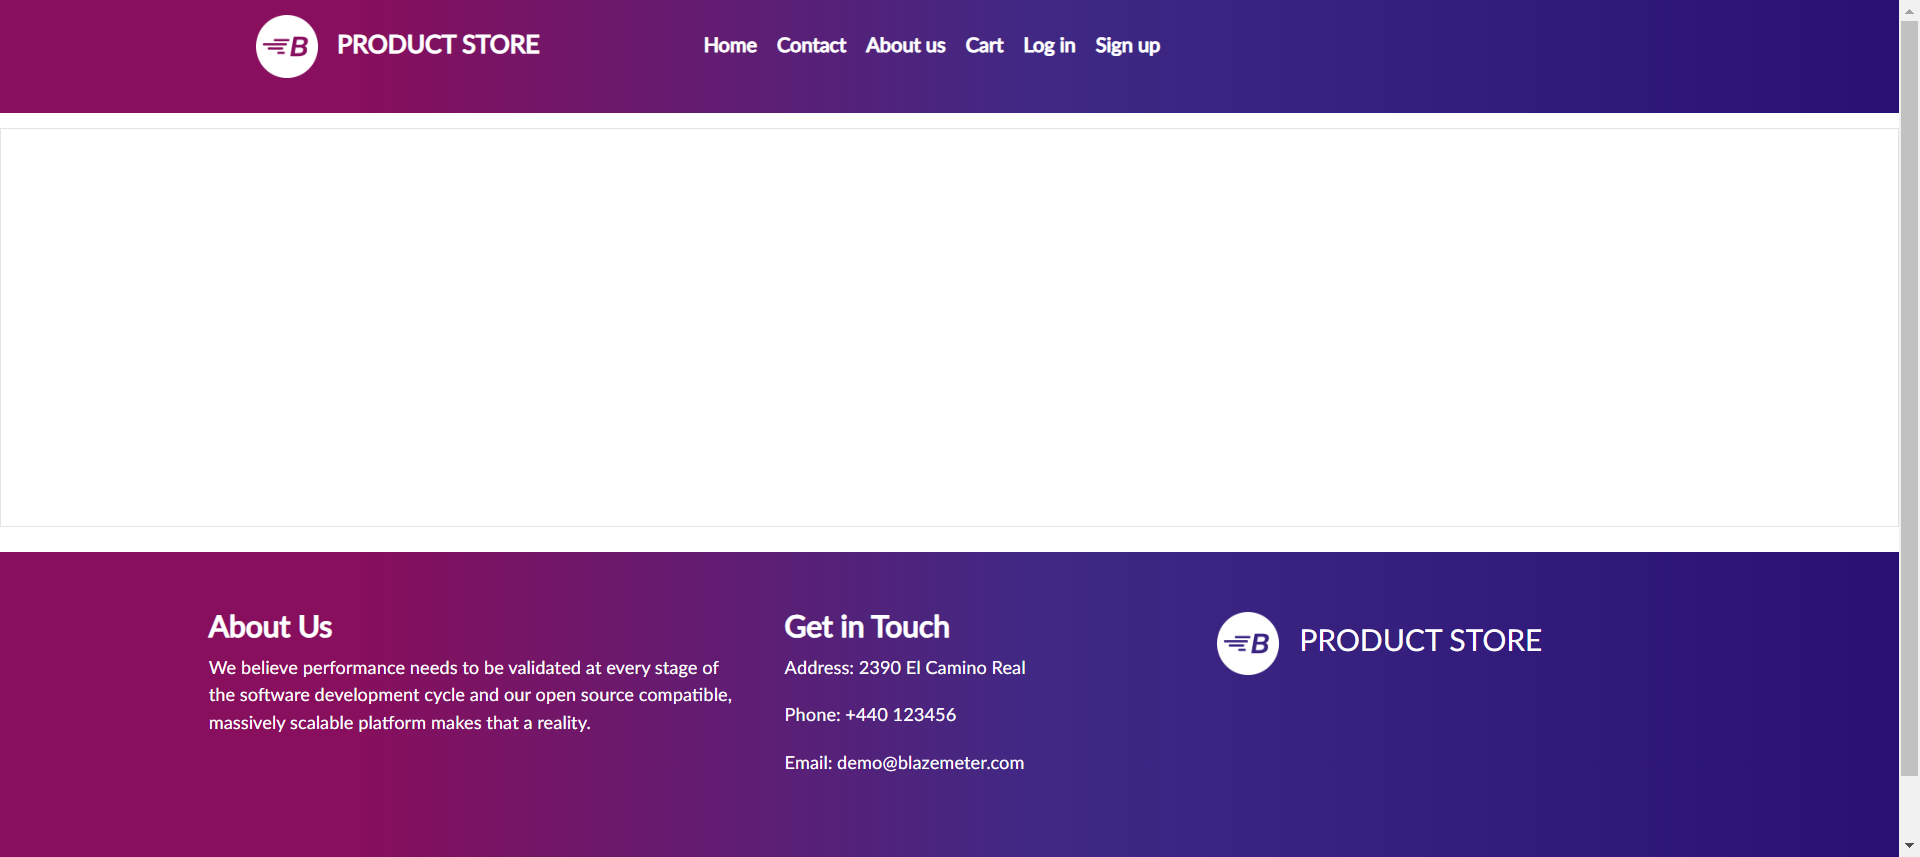 B PRODUCT STORE
Home Contact About us Cart Log in Sign up
About Us
We believe performance needs to be validated at every stage of
the software development cycle and our open source compatible,
massively scalable platform makes that a reality.
Get in Touch
Address: 2390 El Camino Real
Phone: +440 123456
Email: demo@blazemeter.com
B PRODUCT STORE